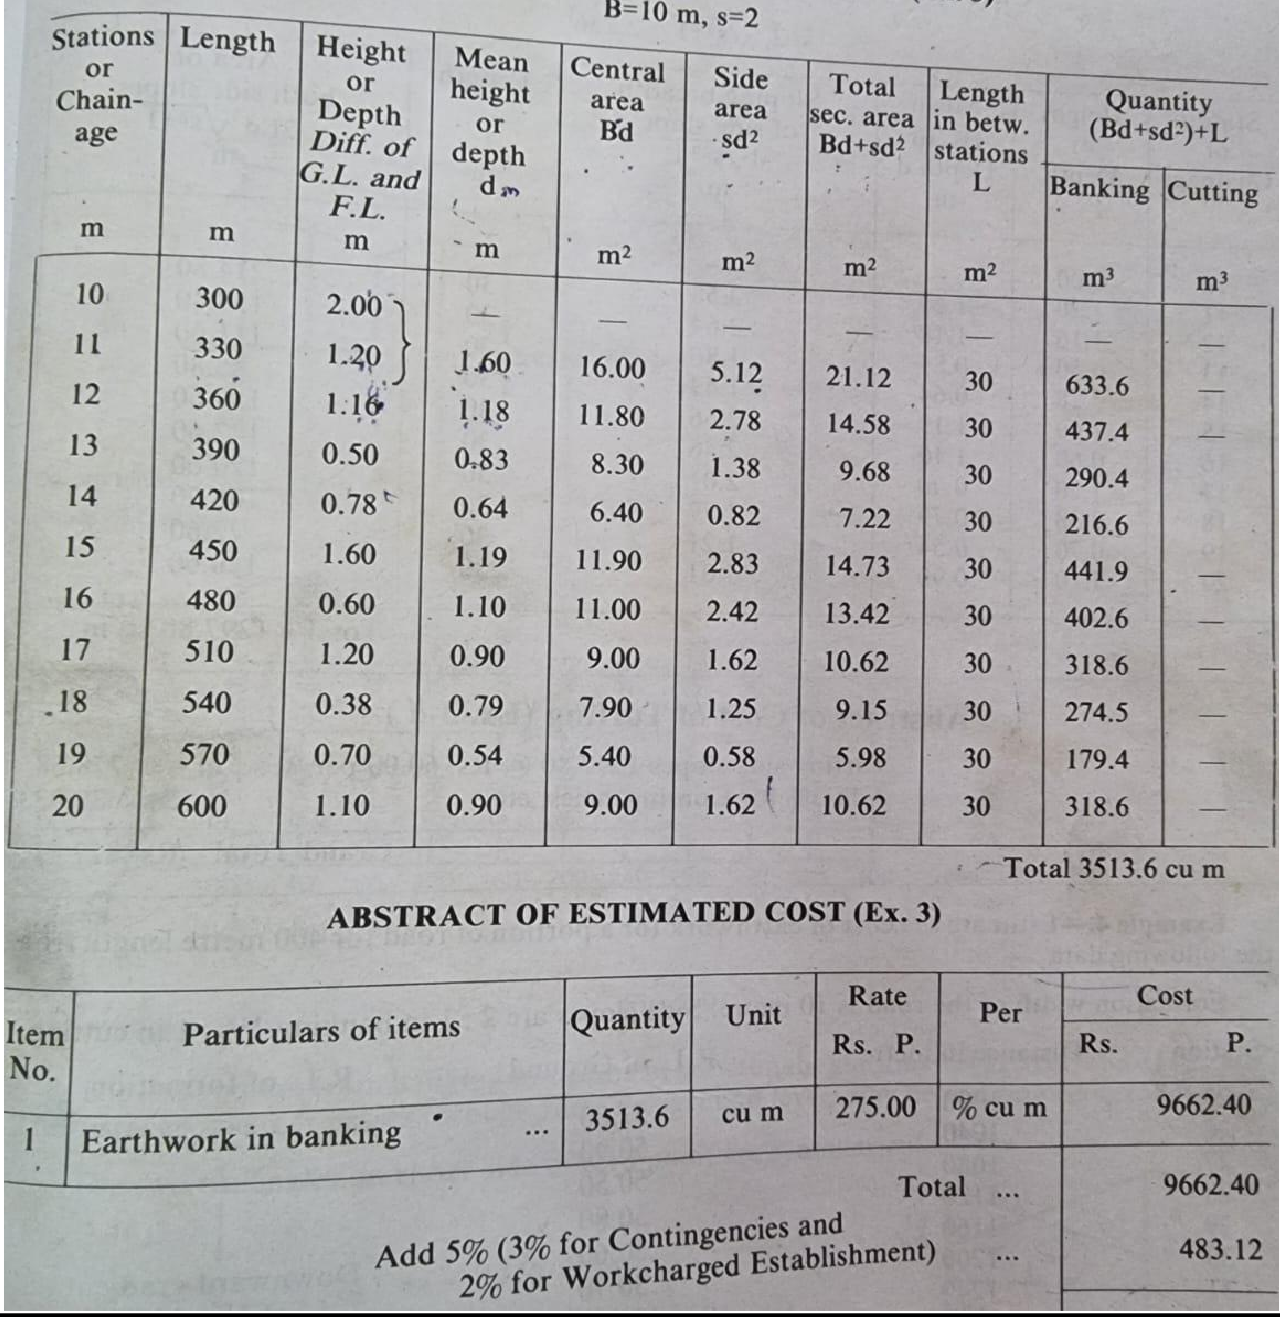 B=10 m, s=2
Stations or Chain-age m | Length m | Height or Depth Diff. of G.L. and F.L. m | Mean height or depth dm m | Central area Bd m² | Side area sd² m² | Total sec. area Bd+sd² m² | Length in betw. stations L m² | Quantity (Bd+sd²)+L Banking m³ | Cutting m³
10 300 2.00 — — — — — — —
11 330 1.20 1.60 16.00 5.12 21.12 30 633.6 —
12 360 1.16 1.18 11.80 2.78 14.58 30 437.4 —
13 390 0.50 0.83 8.30 1.38 9.68 30 290.4
14 420 0.78 0.64 6.40 0.82 7.22 30 216.6 —
15 450 1.60 1.19 11.90 2.83 14.73 30 441.9 —
16 480 0.60 1.10 11.00 2.42 13.42 30 402.6 —
17 510 1.20 0.90 9.00 1.62 10.62 30 318.6 —
18 540 0.38 0.79 7.90 1.25 9.15 30 274.5 —
19 570 0.70 0.54 5.40 0.58 5.98 30 179.4 —
20 600 1.10 0.90 9.00 1.62 10.62 30 318.6 —
Total 3513.6 cu m
ABSTRACT OF ESTIMATED COST (Ex. 3)
Item No. | Particulars of items | Quantity | Unit | Rate Rs. P. | Per | Cost Rs. P.
1 Earthwork in banking ... 3513.6 cu m 275.00 % cu m 9662.40
Total ... 9662.40
Add 5% (3% for Contingencies and
2% for Workcharged Establishment) ... 483.12